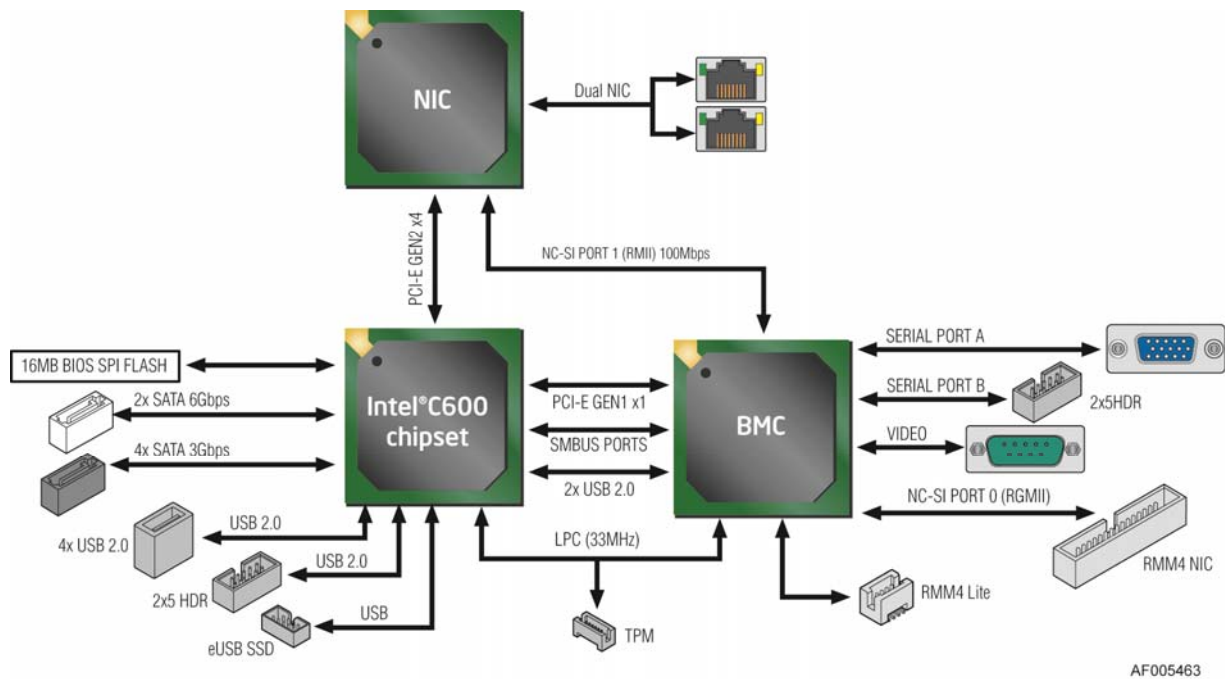 NIC
Dual NIC
PCI-E GEN2 x4
NC-SI PORT 1 (RMII) 100Mbps
16MB BIOS SPI FLASH
2x SATA 6Gbps
4x SATA 3Gbps
Intel®C600
chipset
PCI-E GEN1 x1
SMBUS PORTS
2x USB 2.0
BMC
SERIAL PORT A
SERIAL PORT B
2x5HDR
VIDEO
NC-SI PORT 0 (RGMII)
RMM4 NIC
USB 2.0
4x USB 2.0
USB 2.0
2x5 HDR
USB
eUSB SSD
LPC (33MHz)
TPM
RMM4 Lite
AF005463